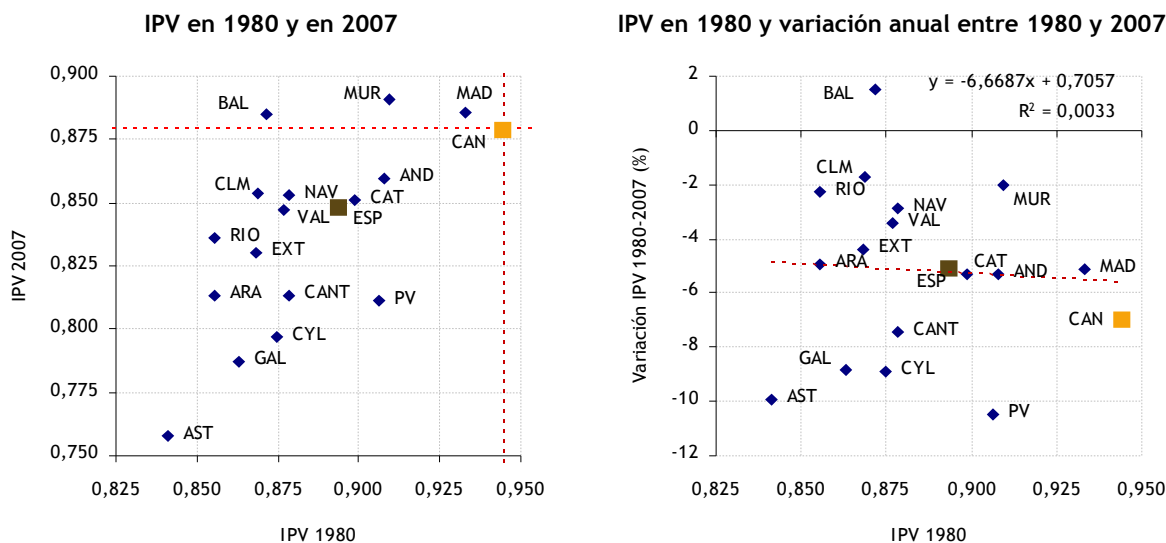 IPV en 1980 y en 2007
IPV 2007
0,900
0,875
0,850
0,825
0,800
0,775
0,750
BAL
MUR
MAD
CAN
CLM
NAV
AND
CAT
VAL
ESP
RIO
EXT
ARA
CANT
PV
CYL
GAL
AST
0,825
0,850
0,875
0,900
0,925
0,950
IPV 1980
IPV en 1980 y variación anual entre 1980 y 2007
Variación IPV 1980-2007 (%)
2
0
-2
-4
-6
-8
-10
-12
y = -6,6687x + 0,7057
R² = 0,0033
BAL
CLM
RIO
MUR
NAV
VAL
EXT
ARA
ESP
CAT
AND
MAD
CAN
CANT
GAL
CYL
AST
PV
0,825
0,850
0,875
0,900
0,925
0,950
IPV 1980